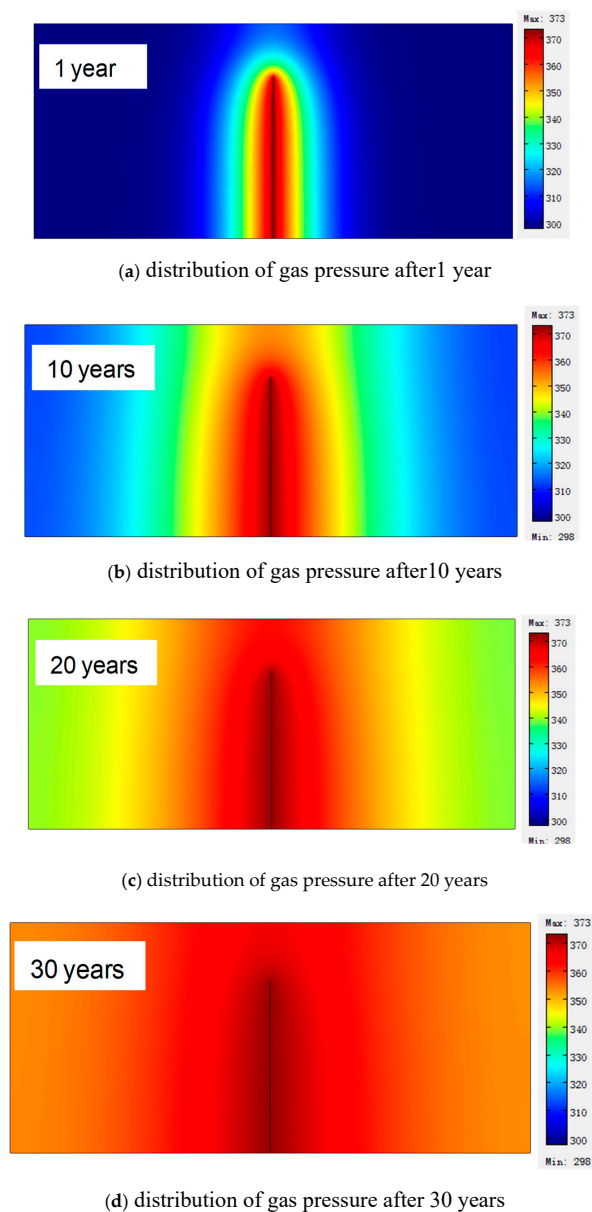 Max: 373
370
360
350
340
330
320
310
300
1 year
(a) distribution of gas pressure after1 year
Max: 373
370
360
350
340
330
320
310
300
Min: 298
10 years
(b) distribution of gas pressure after10 years
Max: 373
370
360
350
340
330
320
310
300
Min: 298
20 years
(c) distribution of gas pressure after 20 years
Max: 373
370
360
350
340
330
320
310
300
Min: 298
30 years
(d) distribution of gas pressure after 30 years